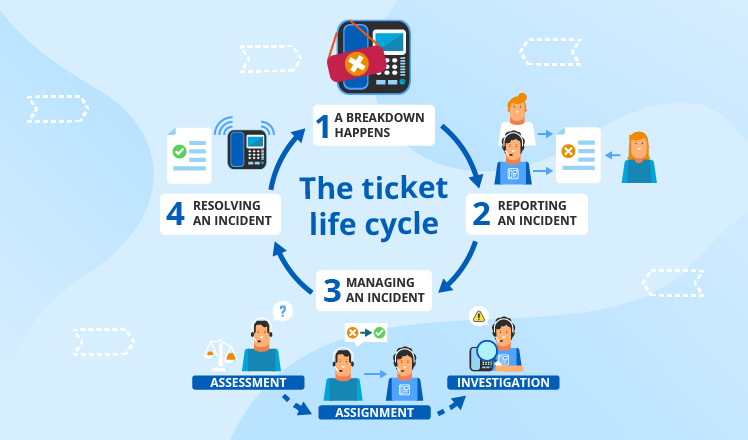 1 A BREAKDOWN
HAPPENS
The ticket
life cycle
4 RESOLVING
AN INCIDENT
2 REPORTING
AN INCIDENT
3 MANAGING
AN INCIDENT
?
ASSESSMENT
ASSIGNMENT
INVESTIGATION